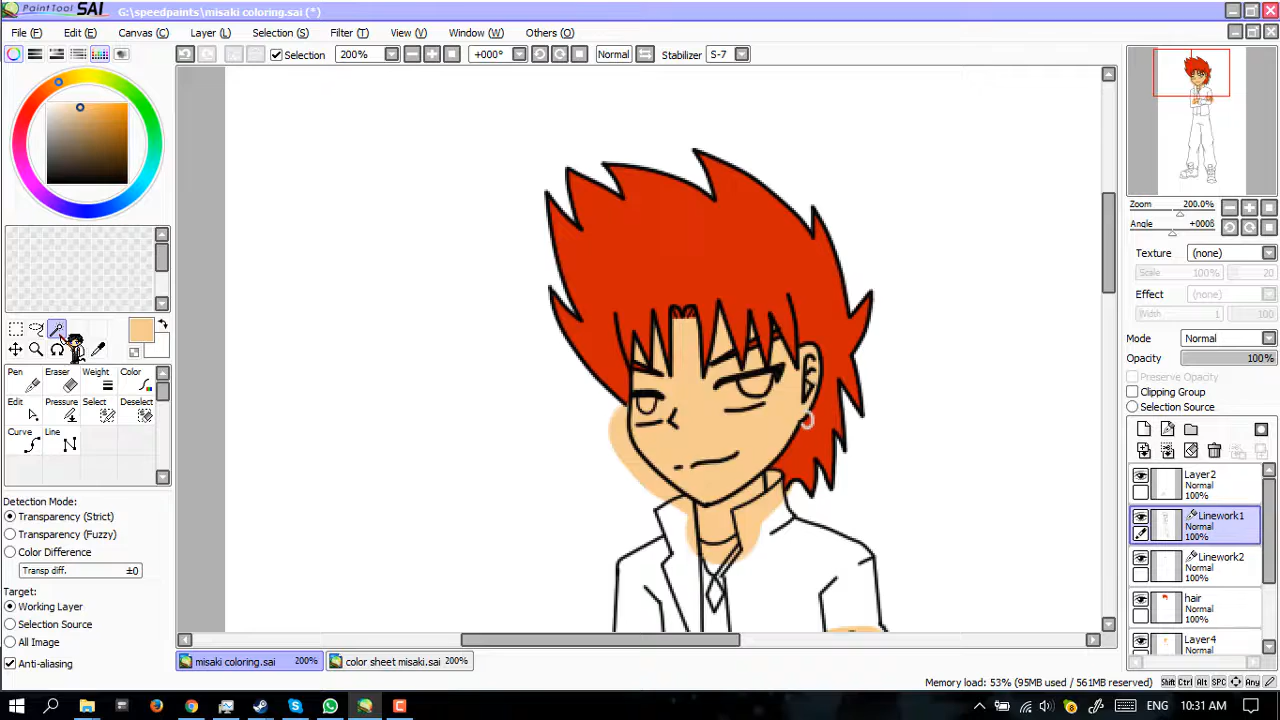 PaintTool SAI G:\speedpaints\misaki coloring.sai (*)
File (F) Edit (E) Canvas (C) Layer (L) Selection (S) Filter (T) View (V) Window (W) Others (O)
Selection 200% +000° Normal Stabilizer S-7
Zoom 200.0%
Angle +000ß
Texture (none)
Scale 100% 20
Effect (none)
Width 1 100
Mode Normal
Opacity 100%
Preserve Opacity
Clipping Group
Selection Source
Pen Eraser Weight Color
Edit Pressure Select Deselect
Curve Line
Detection Mode:
Transparency (Strict)
Transparency (Fuzzy)
Color Difference
Transp diff. ±0
Target:
Working Layer
Selection Source
All Image
Anti-aliasing
Layer2
Normal
100%
Linework1
Normal
100%
Linework2
Normal
100%
hair
Normal
100%
Layer4
Normal
misaki coloring.sai 200% color sheet misaki.sai 200%
Memory load: 53% (95MB used / 561MB reserved) Shift Ctrl Alt SPC Any
ENG 10:31 AM